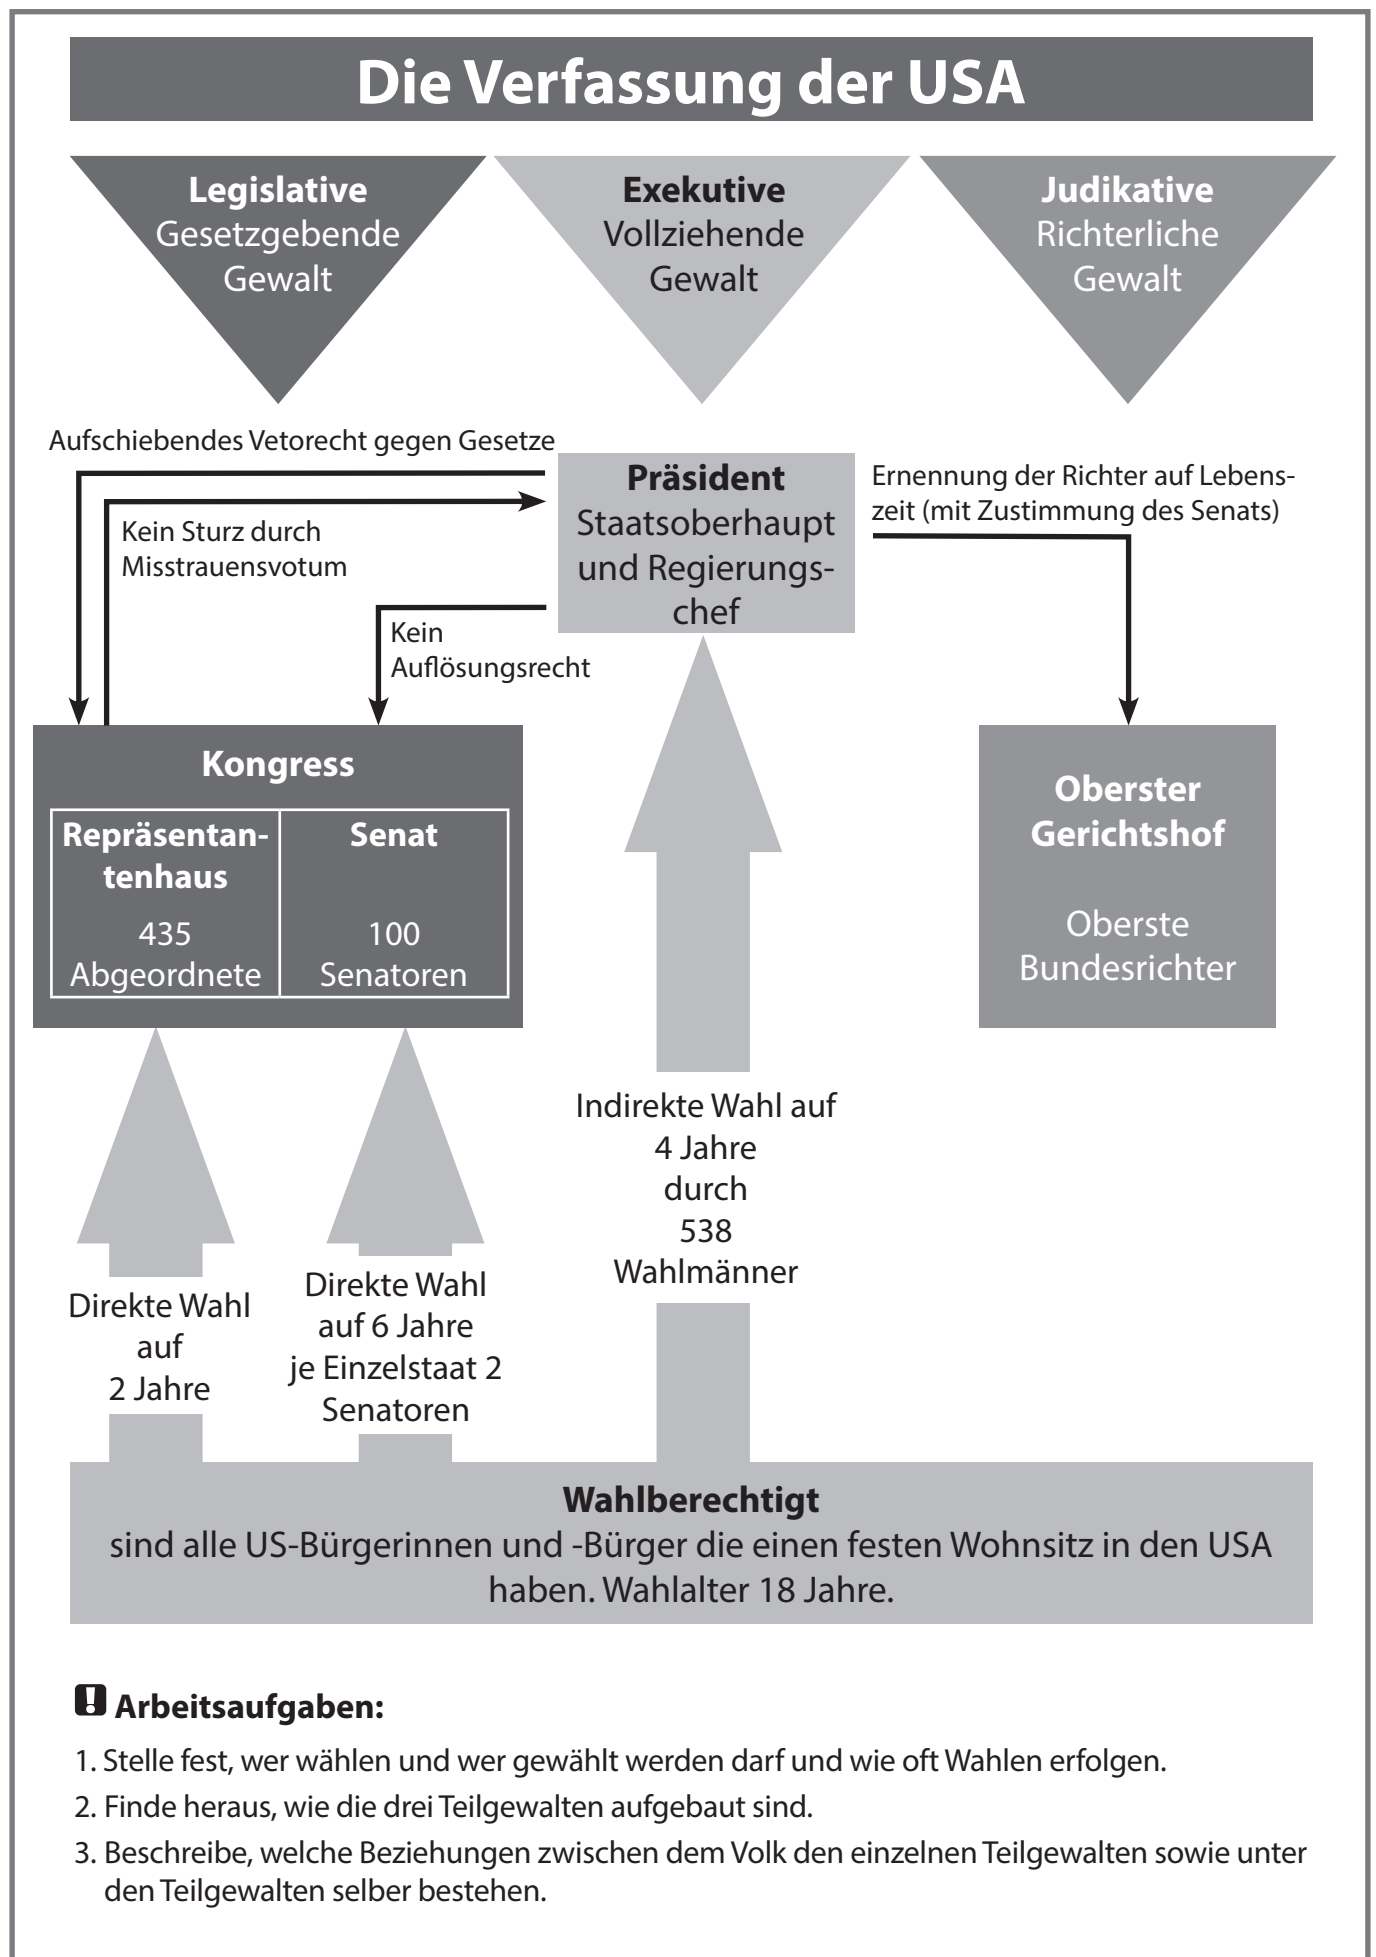 Die Verfassung der USA
Legislative
Gesetzgebende
Gewalt
Exekutive
Vollziehende
Gewalt
Judikative
Richterliche
Gewalt
Aufschiebendes Vetorecht gegen Gesetze
Kein Sturz durch
Misstrauensvotum
Kein
Auflösungsrecht
Präsident
Staatsoberhaupt
und Regierungs-
chef
Ernennung der Richter auf Lebens-
zeit (mit Zustimmung des Senats)
Kongress
Repräsentan-
tenhaus
435
Abgeordnete
Senat
100
Senatoren
Oberster
Gerichtshof
Oberste
Bundesrichter
Direkte Wahl
auf
2 Jahre
Direkte Wahl
auf 6 Jahre
je Einzelstaat 2
Senatoren
Indirekte Wahl auf
4 Jahre
durch
538
Wahlmänner
Wahlberechtigt
sind alle US-Bürgerinnen und -Bürger die einen festen Wohnsitz in den USA
haben. Wahlalter 18 Jahre.
! Arbeitsaufgaben:
1. Stelle fest, wer wählen und wer gewählt werden darf und wie oft Wahlen erfolgen.
2. Finde heraus, wie die drei Teilgewalten aufgebaut sind.
3. Beschreibe, welche Beziehungen zwischen dem Volk den einzelnen Teilgewalten sowie unter
den Teilgewalten selber bestehen.